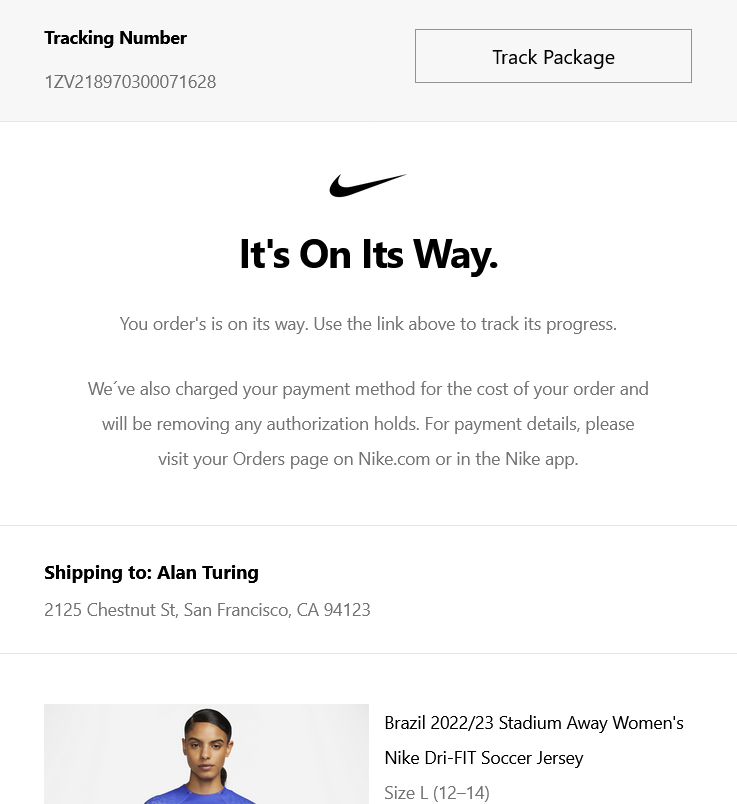 Tracking Number
Track Package
1ZV218970300071628
It's On Its Way.
You order's is on its way. Use the link above to track its progress.
We´ve also charged your payment method for the cost of your order and
will be removing any authorization holds. For payment details, please
visit your Orders page on Nike.com or in the Nike app.
Shipping to: Alan Turing
2125 Chestnut St, San Francisco, CA 94123
Brazil 2022/23 Stadium Away Women's
Nike Dri-FIT Soccer Jersey
Size L (12–14)